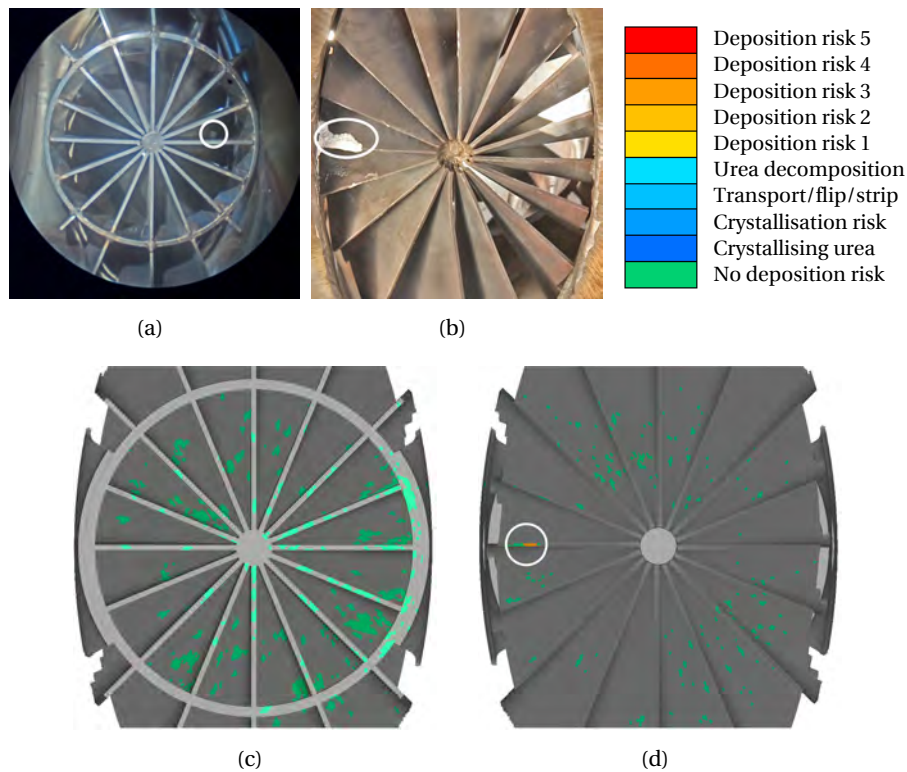 Deposition risk 5
Deposition risk 4
Deposition risk 3
Deposition risk 2
Deposition risk 1
Urea decomposition
Transport/flip/strip
Crystallisation risk
Crystallising urea
No deposition risk
(a)
(b)
(c)
(d)